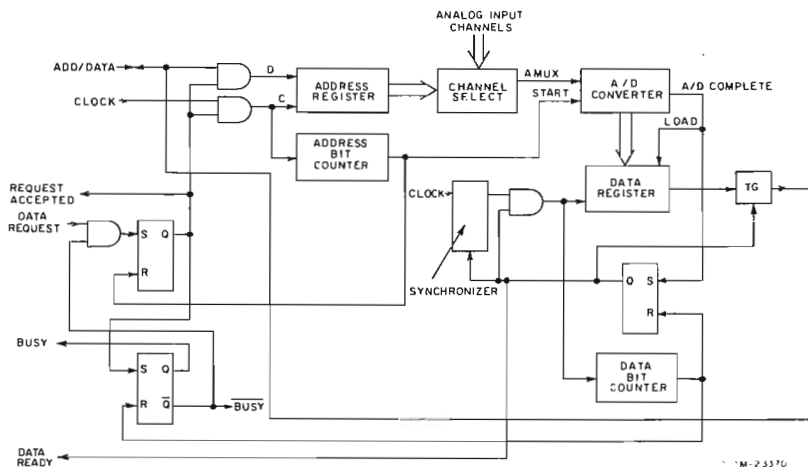 ANALOG INPUT
CHANNELS
ADD/DATA
D
ADDRESS
REGISTER
CHANNEL
SELECT
AMUX
A/D
CONVERTER
A/D COMPLETE
CLOCK
C
START
LOAD
ADDRESS
BIT
COUNTER
REQUEST
ACCEPTED
DATA
REQUEST
S Q
R
CLOCK
DATA
REGISTER
TG
SYNCHRONIZER
Q S
R
BUSY
S Q
R Q
BUSY
DATA
BIT
COUNTER
DATA
READY